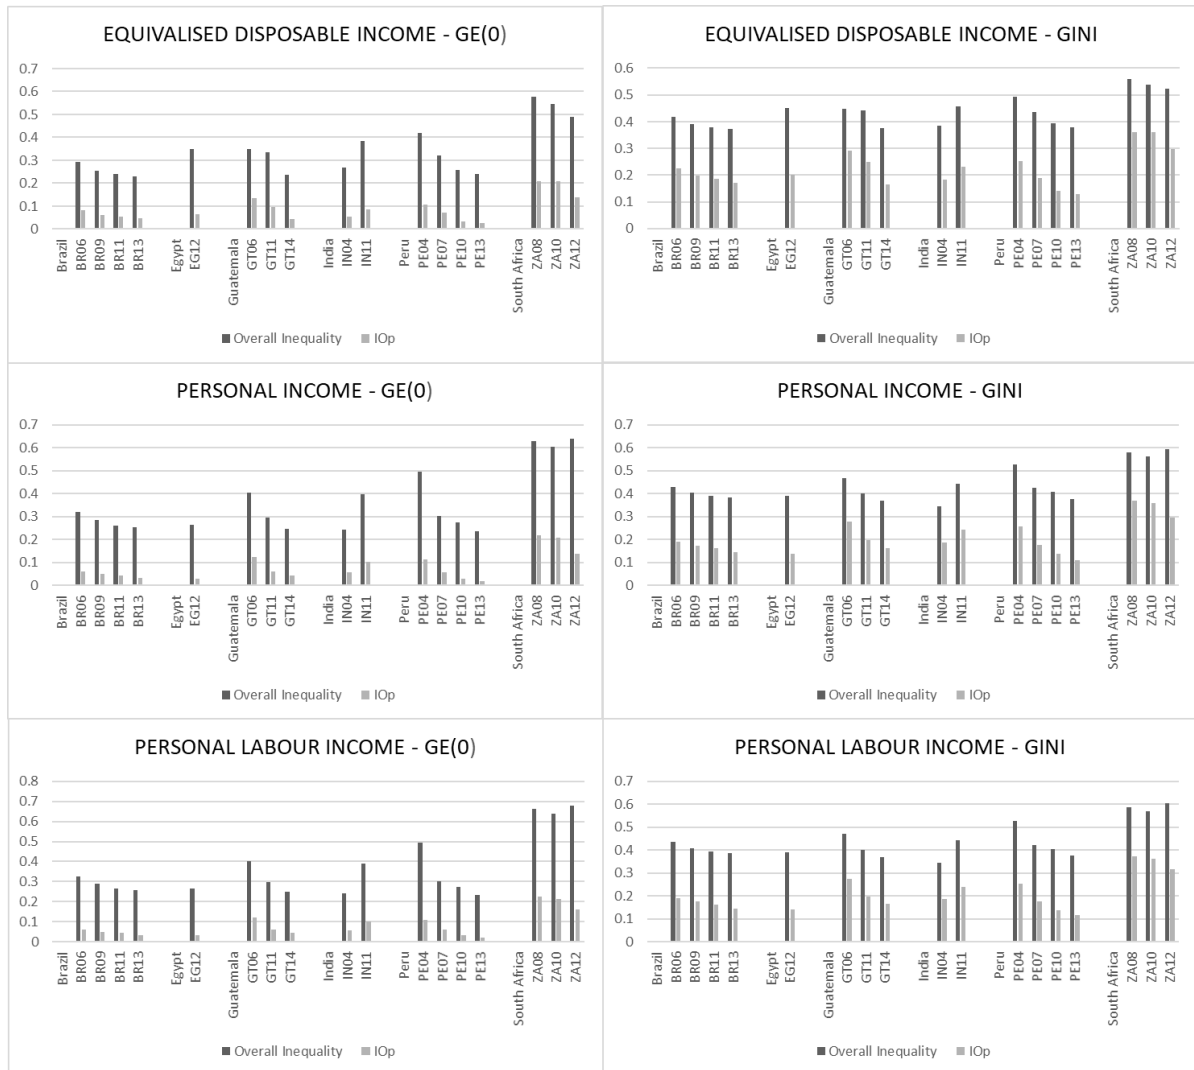 EQUIVALISED DISPOSABLE INCOME - GE(0)
0.7
0.6
0.5
0.4
0.3
0.2
0.1
0
Brazil
BR06
BR09
BR11
BR13
Egypt
EG12
Guatemala
GT06
GT11
GT14
India
IN04
IN11
Peru
PE04
PE07
PE10
PE13
South Africa
ZA08
ZA10
ZA12
Overall Inequality IOp
EQUIVALISED DISPOSABLE INCOME - GINI
0.6
0.5
0.4
0.3
0.2
0.1
0
Brazil
BR06
BR09
BR11
BR13
Egypt
EG12
Guatemala
GT06
GT11
GT14
India
IN04
IN11
Peru
PE04
PE07
PE10
PE13
South Africa
ZA08
ZA10
ZA12
Overall Inequality IOp
PERSONAL INCOME - GE(0)
0.7
0.6
0.5
0.4
0.3
0.2
0.1
0
Brazil
BR06
BR09
BR11
BR13
Egypt
EG12
Guatemala
GT06
GT11
GT14
India
IN04
IN11
Peru
PE04
PE07
PE10
PE13
South Africa
ZA08
ZA10
ZA12
Overall Inequality IOp
PERSONAL INCOME - GINI
0.7
0.6
0.5
0.4
0.3
0.2
0.1
0
Brazil
BR06
BR09
BR11
BR13
Egypt
EG12
Guatemala
GT06
GT11
GT14
India
IN04
IN11
Peru
PE04
PE07
PE10
PE13
South Africa
ZA08
ZA10
ZA12
Overall Inequality IOp
PERSONAL LABOUR INCOME - GE(0)
0.8
0.7
0.6
0.5
0.4
0.3
0.2
0.1
0
Brazil
BR06
BR09
BR11
BR13
Egypt
EG12
Guatemala
GT06
GT11
GT14
India
IN04
IN11
Peru
PE04
PE07
PE10
PE13
South Africa
ZA08
ZA10
ZA12
Overall Inequality IOp
PERSONAL LABOUR INCOME - GINI
0.7
0.6
0.5
0.4
0.3
0.2
0.1
0
Brazil
BR06
BR09
BR11
BR13
Egypt
EG12
Guatemala
GT06
GT11
GT14
India
IN04
IN11
Peru
PE04
PE07
PE10
PE13
South Africa
ZA08
ZA10
ZA12
Overall Inequality IOp